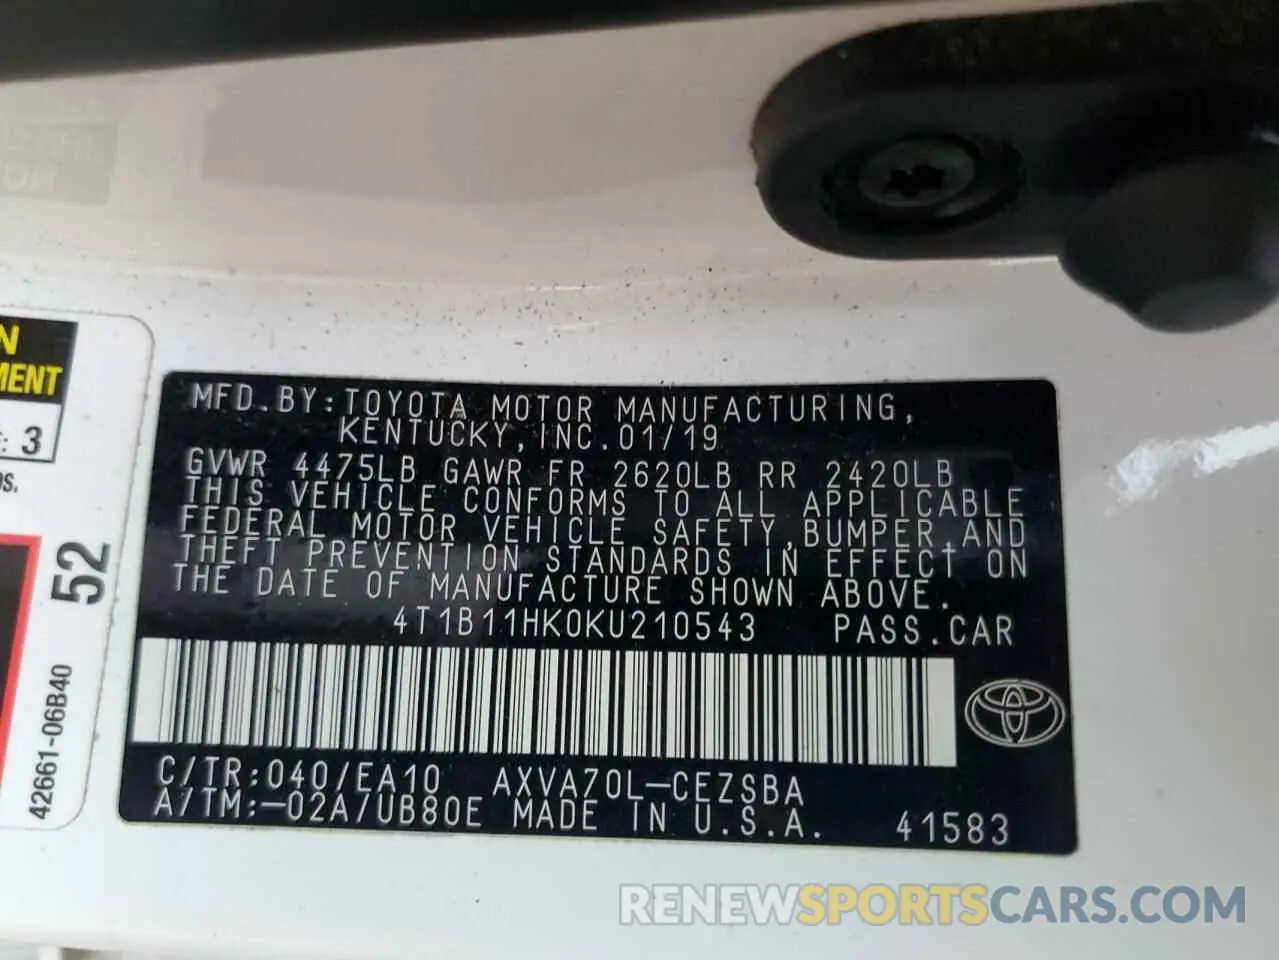 N
MENT
: 3
DS.
52
42661-06B40
MFD.BY:TOYOTA MOTOR MANUFACTURING,
KENTUCKY,INC.01/19
GVWR 4475LB GAWR FR 2620LB RR 2420LB
THIS VEHICLE CONFORMS TO ALL APPLICABLE
FEDERAL MOTOR VEHICLE SAFETY,BUMPER,AND
THEFT PREVENTION STANDARDS IN EFFECT ON
THE DATE OF MANUFACTURE SHOWN ABOVE.
4T1B11HK0KU210543 PASS.CAR
C/TR:040/EA10 AXVA70L-CEZSBA
A/TM:-02A/UB80E MADE IN U.S.A. 41583
RENEWSPORTSCARS.COM